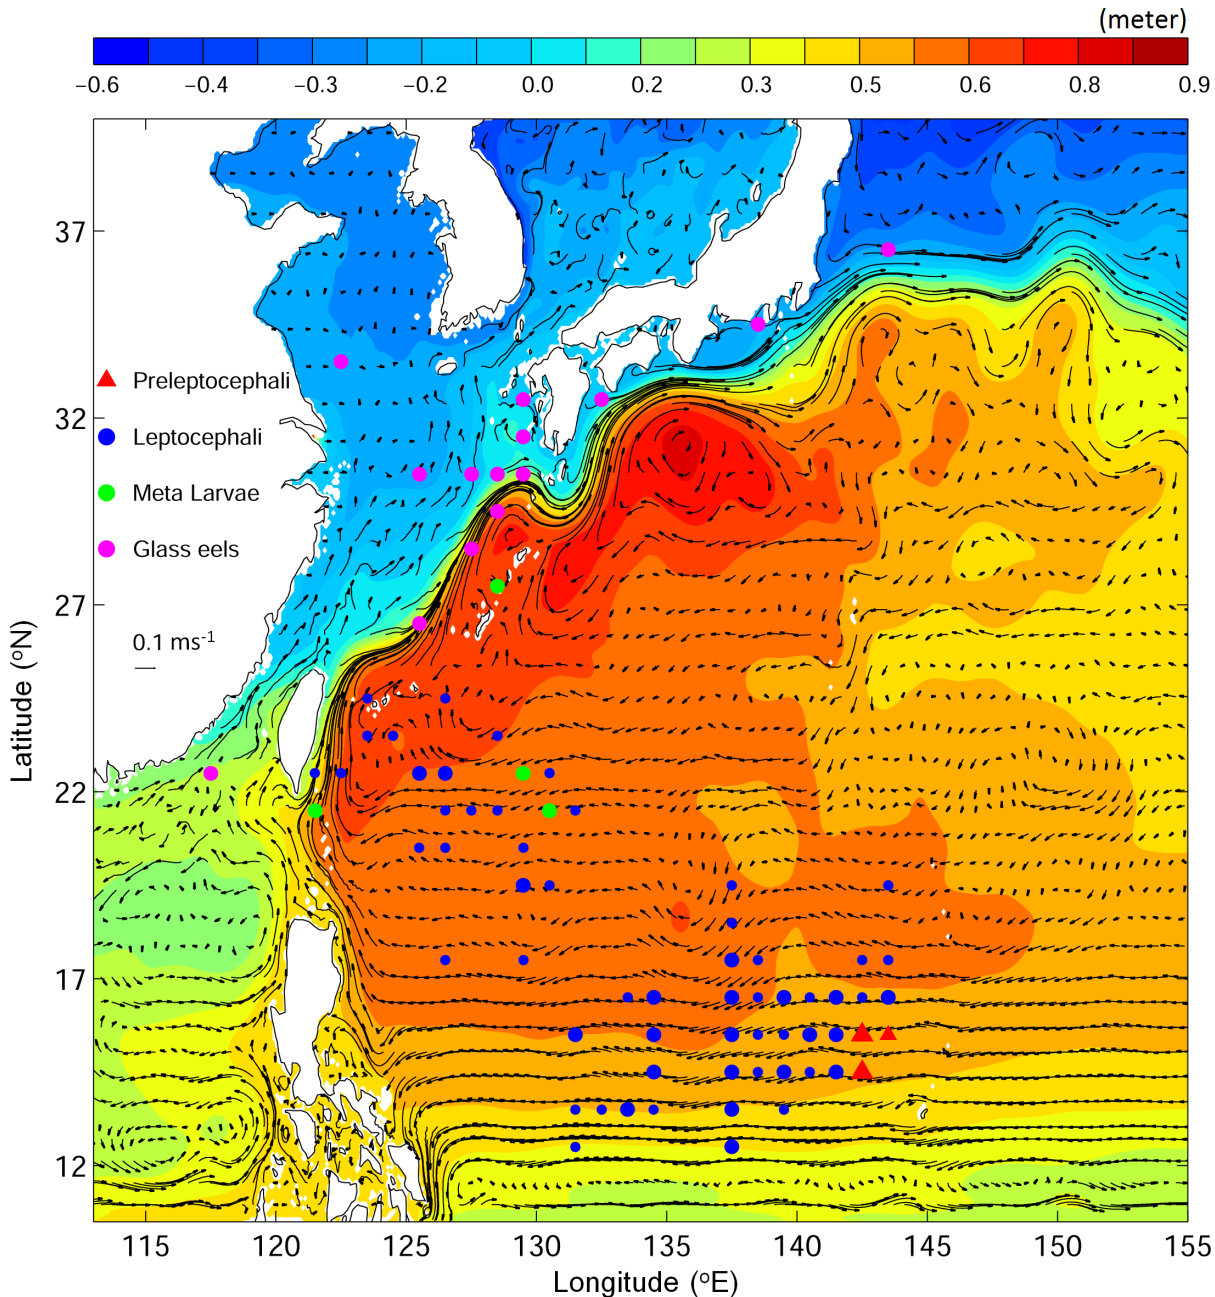 (meter)
−0.6 −0.4 −0.3 −0.2 0.0 0.2 0.3 0.5 0.6 0.8 0.9
37
32
27
22
17
12
Preleptocephali
Leptocephali
Meta Larvae
Glass eels
0.1 ms⁻¹
Latitude (°N)
115 120 125 130 135 140 145 150 155
Longitude (°E)